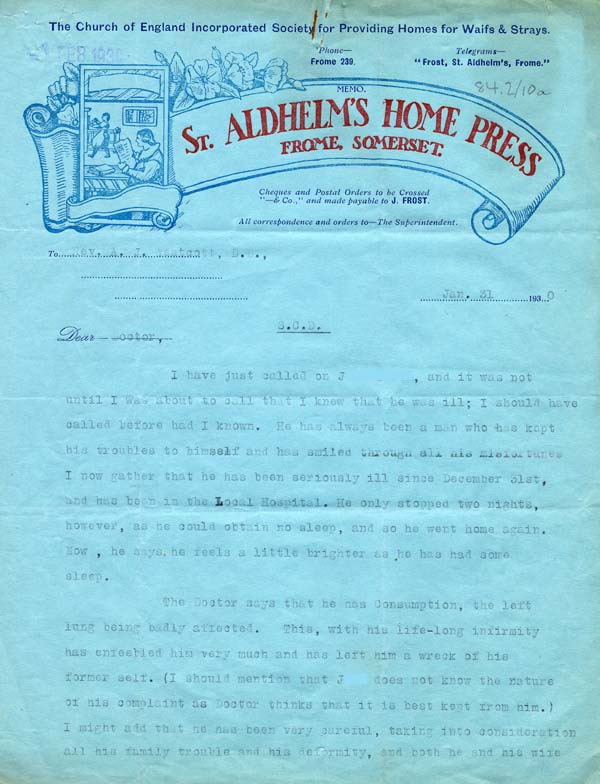 The Church of England Incorporated Society for Providing Homes for Waifs & Strays.
Phone—
Frome 239.
Telegrams—
"Frost, St. Aldhelm's, Frome."
84.2/10a
MEMO.
ST. ALDHELM'S HOME PRESS
FROME, SOMERSET.
Cheques and Postal Orders to be Crossed
"—& Co.," and made payable to J. FROST.
All correspondence and orders to—The Superintendent.
To Rev. A. J. Westcott, D.D.,
Jan. 31 1930
S.C.D.
Dear Doctor,
I have just called on J , and it was not
until I was about to call that I knew that he was ill; I should have
called before had I known. He has always been a man who has kept
his troubles to himself and has smiled through all his misfortunes
I now gather that he has been seriously ill since December 31st,
and has been in the Local Hospital. He only stopped two nights,
however, as he could obtain no sleep, and so he went home again.
Now , he says, he feels a little brighter as he has had some
sleep.
The Doctor says that he has Consumption, the left
lung being badly affected. This, with his life-long infirmity
has enfeebled him very much and has left him a wreck of his
former self. (I should mention that J does not know the nature
of his complaint as Doctor thinks that it is best kept from him.)
I might add that he has been very careful, taking into consideration
all his family trouble and his deformity, and both he and his wife